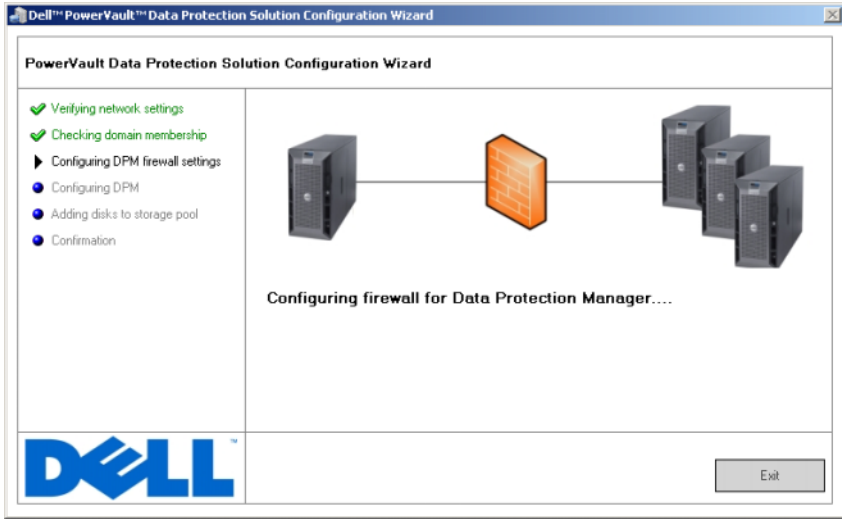 Dell™ PowerVault™ Data Protection Solution Configuration Wizard
PowerVault Data Protection Solution Configuration Wizard
Verifying network settings
Checking domain membership
Configuring DPM firewall settings
Configuring DPM
Adding disks to storage pool
Confirmation
Configuring firewall for Data Protection Manager....
DELL™
Exit